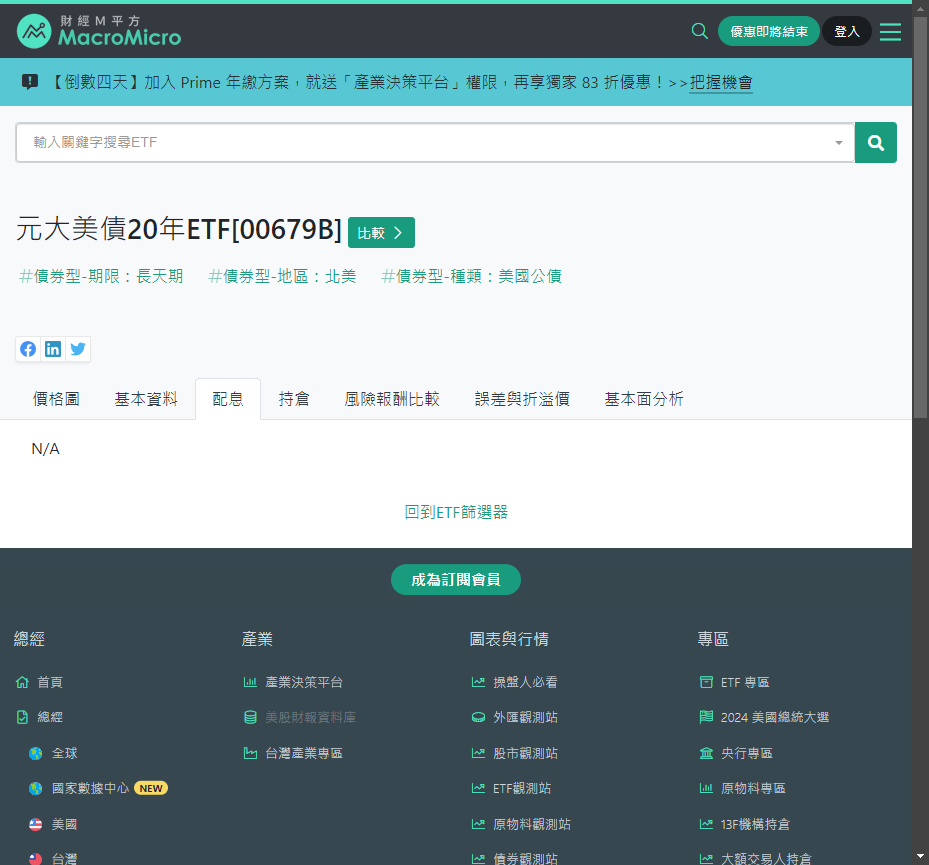 財經M平方
MacroMicro
優惠即將結束
登入
【倒數四天】加入 Prime 年繳方案，就送「產業決策平台」權限，再享獨家 83 折優惠！>>把握機會
輸入關鍵字搜尋ETF
元大美債20年ETF[00679B]
比較
#債券型-期限：長天期 #債券型-地區：北美 #債券型-種類：美國公債
價格圖 基本資料 配息 持倉 風險報酬比較 誤差與折溢價 基本面分析
N/A
回到ETF篩選器
成為訂閱會員
總經
首頁
總經
全球
國家數據中心 NEW
美國
台灣
產業
產業決策平台
美股財報資料庫
台灣產業專區
圖表與行情
操盤人必看
外匯觀測站
股市觀測站
ETF觀測站
原物料觀測站
債券觀測站
專區
ETF 專區
2024 美國總統大選
央行專區
原物料專區
13F機構持倉
大額交易人持倉